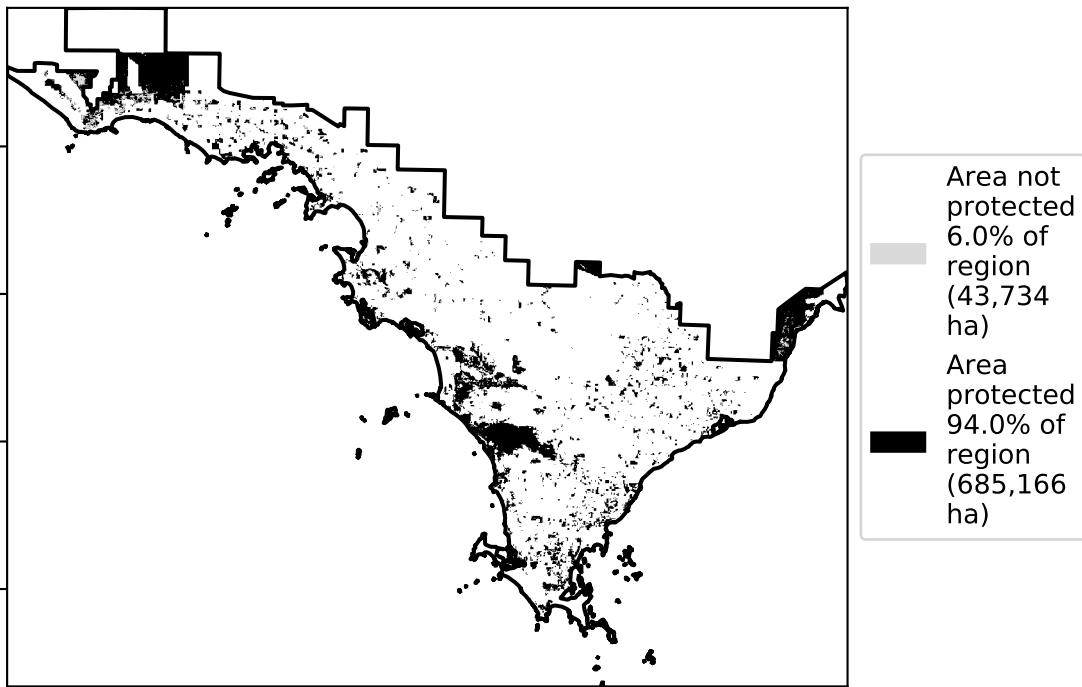 Area not
protected
6.0% of
region
(43,734
ha)
Area
protected
94.0% of
region
(685,166
ha)